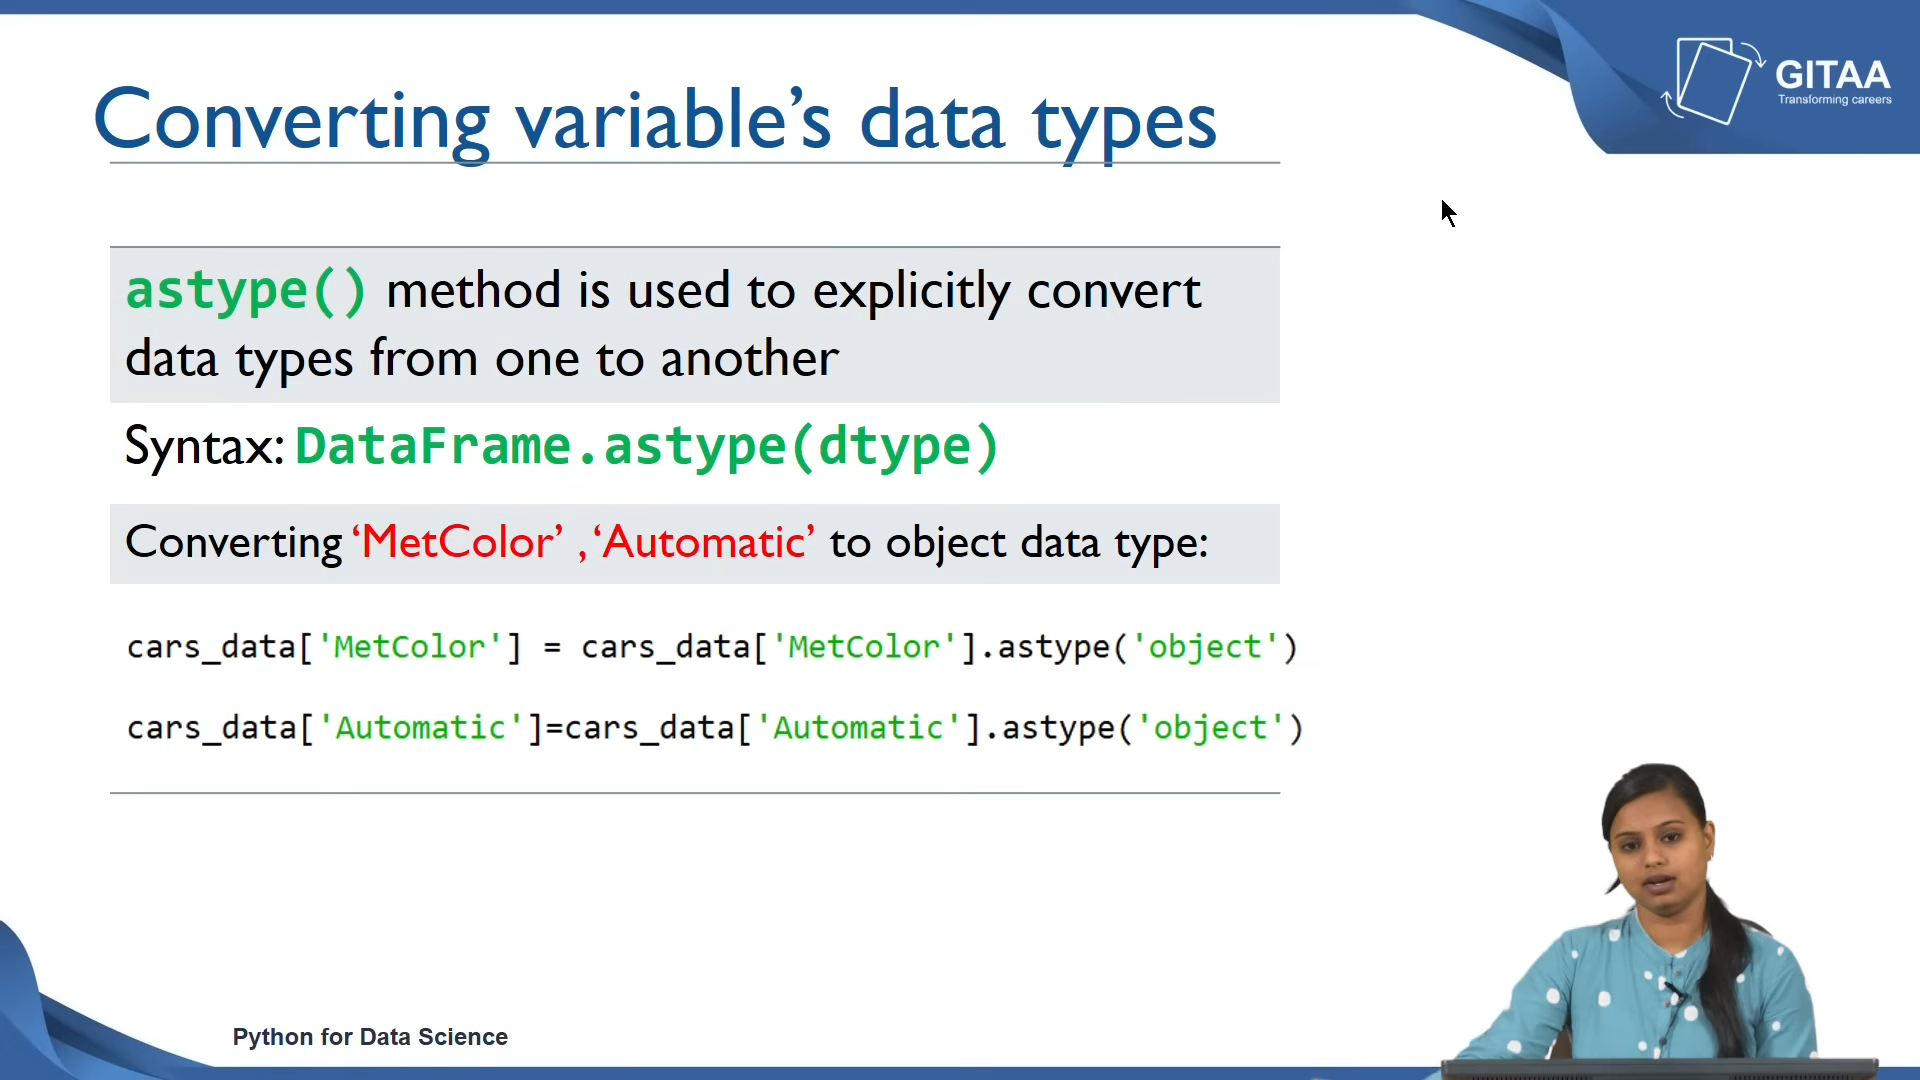 GITAA
Transforming careers
Converting variable’s data types
astype() method is used to explicitly convert
data types from one to another
Syntax: DataFrame.astype(dtype)
Converting ‘MetColor’ ,‘Automatic’ to object data type:
cars_data['MetColor'] = cars_data['MetColor'].astype('object')
cars_data['Automatic']=cars_data['Automatic'].astype('object')
Python for Data Science